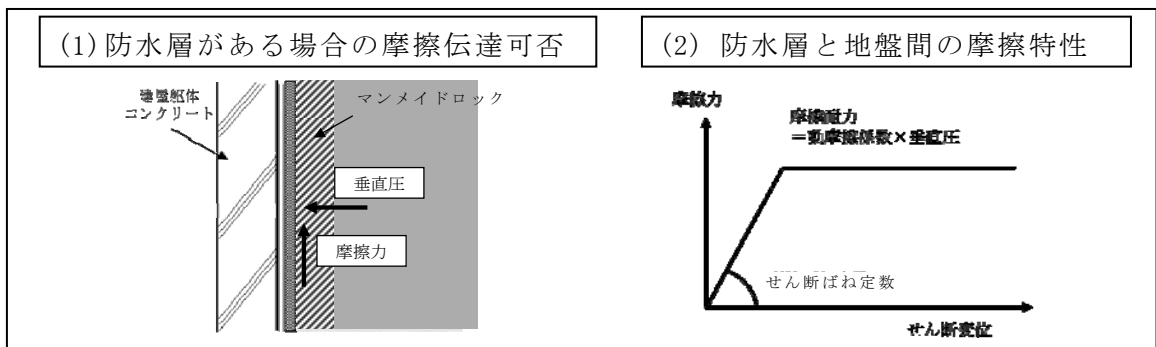 (1)防水層がある場合の摩擦伝達可否
建屋躯体
コンクリート
マンメイドロック
垂直圧
摩擦力
(2) 防水層と地盤間の摩擦特性
摩擦力
摩擦耐力
=動摩擦係数×垂直圧
せん断ばね定数
せん断変位